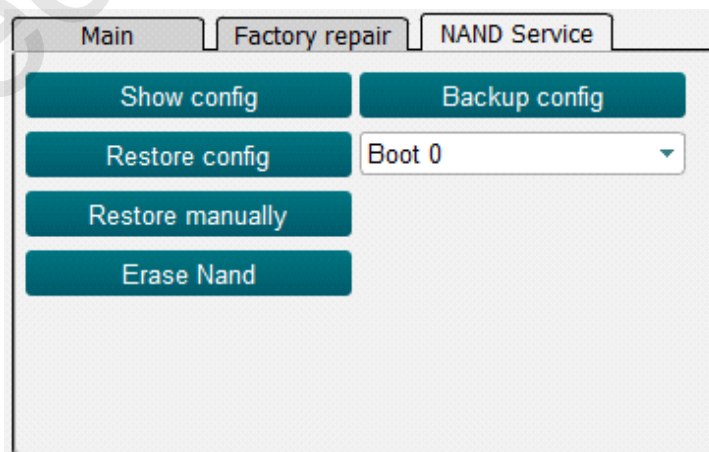 Main Factory repair NAND Service
Show config Backup config
Restore config Boot 0
Restore manually
Erase Nand